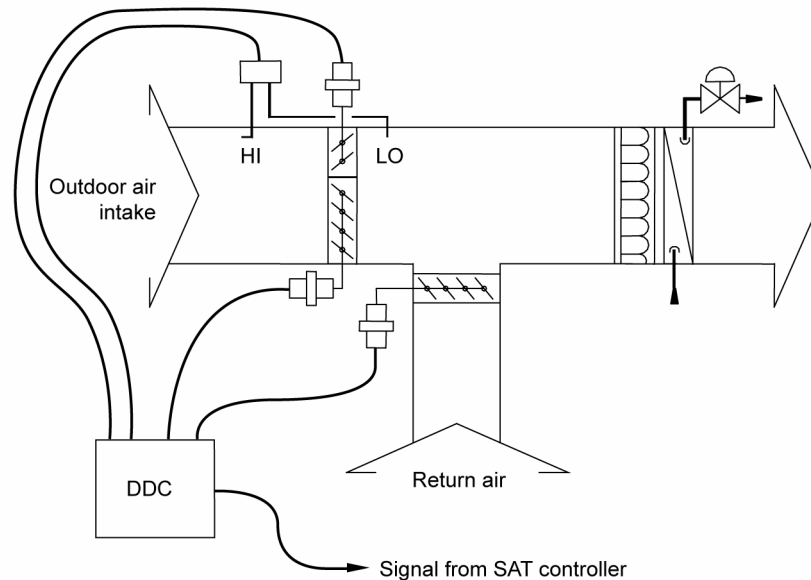 HI
LO
Outdoor air
intake
DDC
Return air
Signal from SAT controller